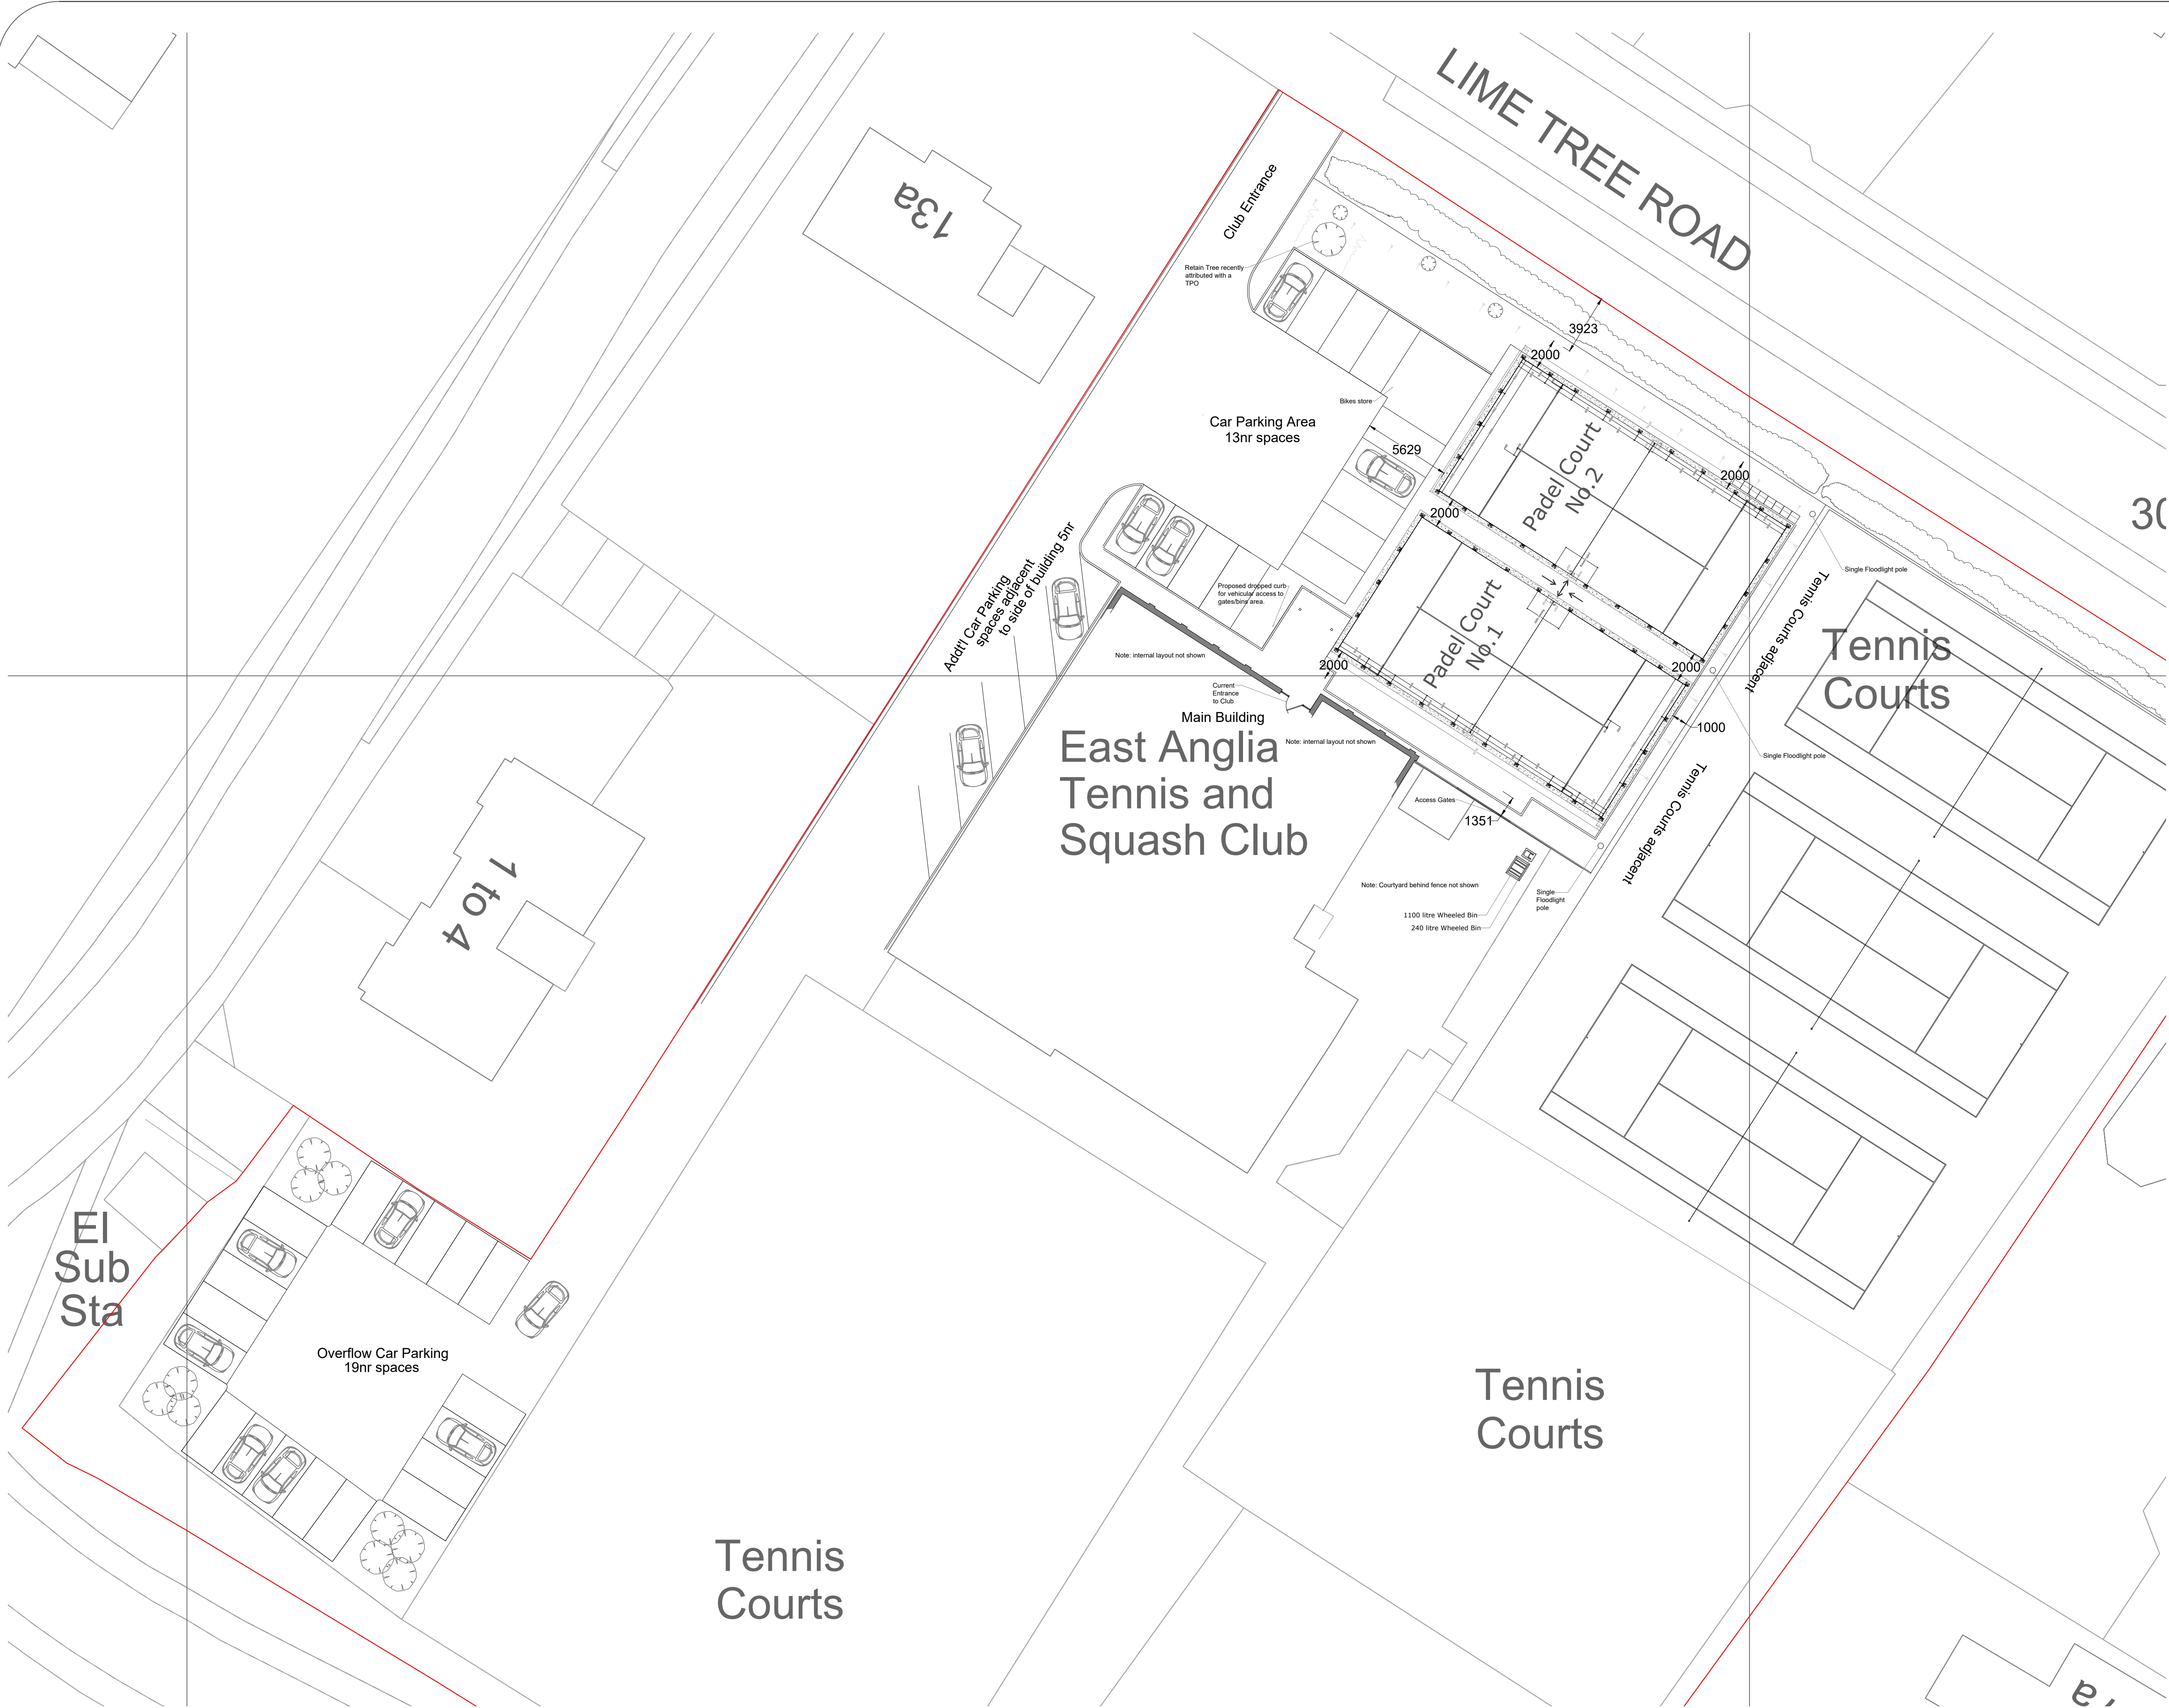 LIME TREE ROAD
13a
Club Entrance
Retain Tree recently
attributed with a
TPO
3923
2000
Bikes store
Car Parking Area
13nr spaces
5629
Padel Court
No.2
2000
2000
30
Addt'l Car Parking
spaces adjacent
to side of building 5nr
Proposed dropped curb
for vehicular access to
gates/bins area.
Single Floodlight pole
Tennis Courts adjacent
Tennis
Courts
Padel Court
No.1
Note: internal layout not shown
2000
2000
Current
Entrance
to Club
Main Building
East Anglia
Tennis and
Squash Club
Note: internal layout not shown
1000
Single Floodlight pole
Tennis Courts adjacent
Access Gates
1351
1 to 4
Note: Courtyard behind fence not shown
Single
Floodlight
pole
1100 litre Wheeled Bin
240 litre Wheeled Bin
El
Sub
Sta
Overflow Car Parking
19nr spaces
Tennis
Courts
Tennis
Courts